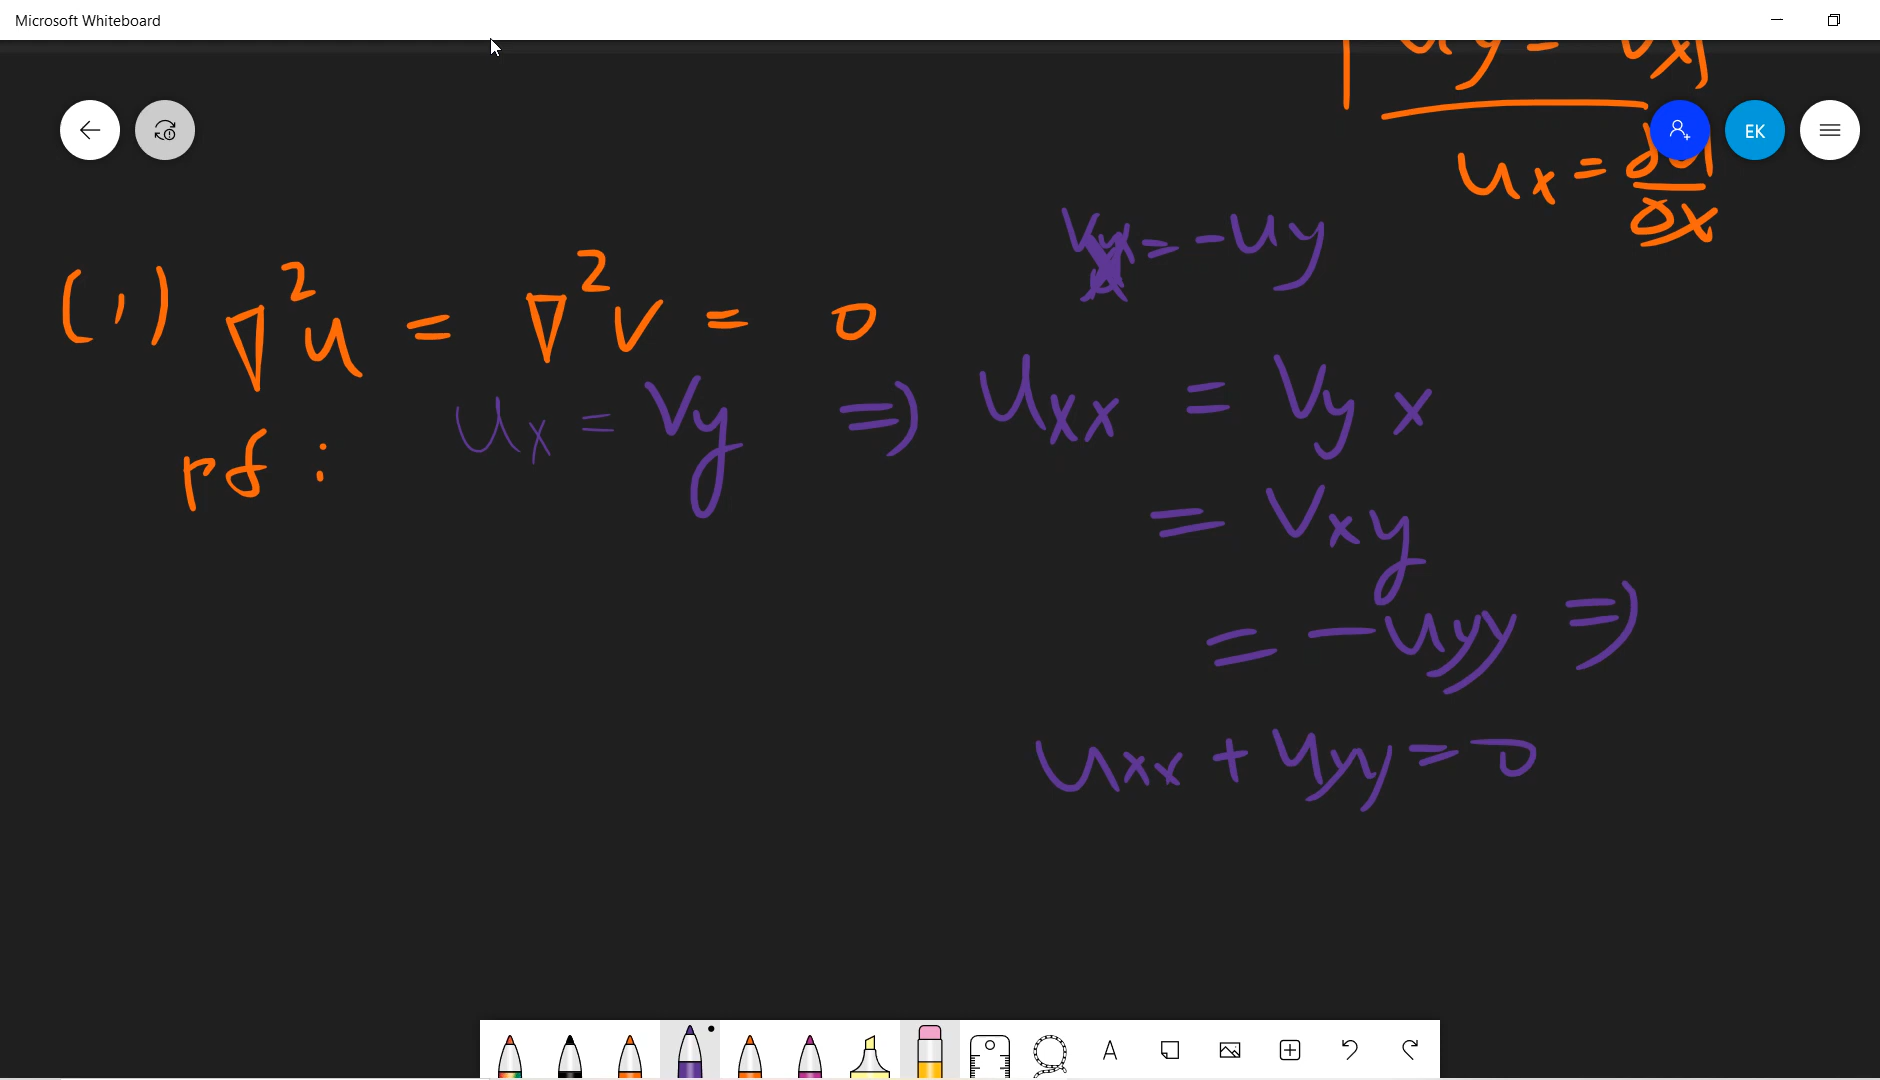 Microsoft Whiteboard
uy = -vx
EK
ux = ∂u/∂x
vx = -uy
(1) ∇²u = ∇²v = 0
pf : ux = vy ⇒ uxx = vyx
= vxy
= -uyy ⇒
uxx + uyy = 0